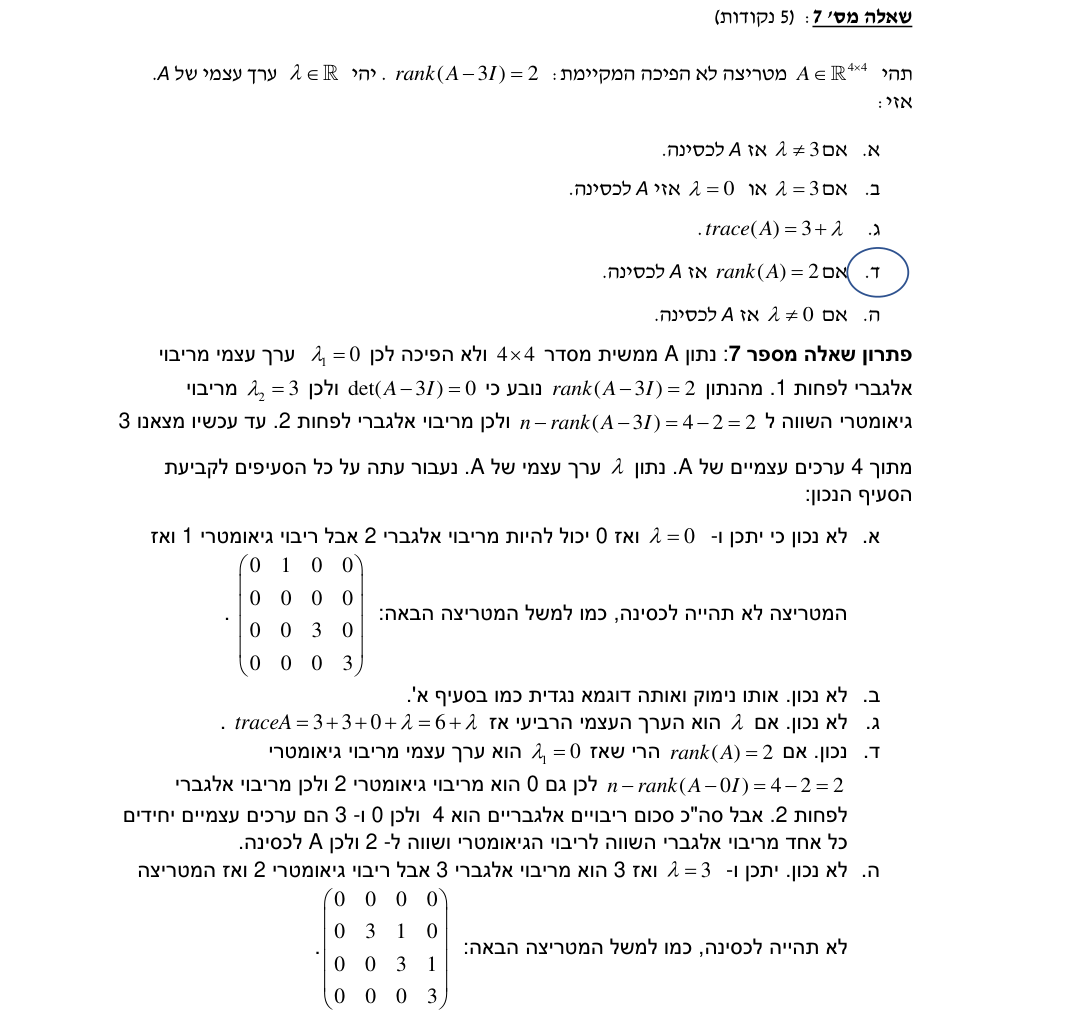 שאלה מס׳ 7 : (5 נקודות)
תהי A ∈ ℝ^{4×4} מטריצה לא הפיכה המקיימת: rank(A − 3I) = 2 . יהי λ ∈ ℝ ערך עצמי של A.
אזי:
א. אם λ ≠ 3 אז A לכסינה.
ב. אם λ = 3 או λ = 0 אזי A לכסינה.
ג. trace(A) = 3 + λ .
ד. אם rank(A) = 2 אז A לכסינה.
ה. אם λ ≠ 0 אז A לכסינה.
פתרון שאלה מספר 7: נתון A ממשית מסדר 4×4 ולא הפיכה לכן λ₁ = 0 ערך עצמי מריבוי
אלגברי לפחות 1. מהנתון rank(A − 3I) = 2 נובע כי det(A − 3I) = 0 ולכן λ₂ = 3 מריבוי
גיאומטרי השווה ל n − rank(A − 3I) = 4 − 2 = 2 ולכן מריבוי אלגברי לפחות 2. עד עכשיו מצאנו 3
מתוך 4 ערכים עצמיים של A. נתון λ ערך עצמי של A. נעבור עתה על כל הסעיפים לקביעת
הסעיף הנכון:
א. לא נכון כי יתכן ו- λ = 0 ואז 0 יכול להיות מריבוי אלגברי 2 אבל ריבוי גיאומטרי 1 ואז
המטריצה לא תהייה לכסינה, כמו למשל המטריצה הבאה:
0 1 0 0
0 0 0 0
0 0 3 0
0 0 0 3 .
ב. לא נכון. אותו נימוק ואותה דוגמא נגדית כמו בסעיף א'.
ג. לא נכון. אם λ הוא הערך העצמי הרביעי אז traceA = 3 + 3 + 0 + λ = 6 + λ .
ד. נכון. אם rank(A) = 2 הרי שאז λ₁ = 0 הוא ערך עצמי מריבוי גיאומטרי
n − rank(A − 0I) = 4 − 2 = 2 לכן גם 0 הוא מריבוי גיאומטרי 2 ולכן מריבוי אלגברי
לפחות 2. אבל סה"כ סכום ריבויים אלגבריים הוא 4 ולכן 0 ו- 3 הם ערכים עצמיים יחידים
כל אחד מריבוי אלגברי השווה לריבוי הגיאומטרי ושווה ל- 2 ולכן A לכסינה.
ה. לא נכון. יתכן ו- λ = 3 ואז 3 הוא מריבוי אלגברי 3 אבל ריבוי גיאומטרי 2 ואז המטריצה
לא תהייה לכסינה, כמו למשל המטריצה הבאה:
0 0 0 0
0 3 1 0
0 0 3 1
0 0 0 3 .